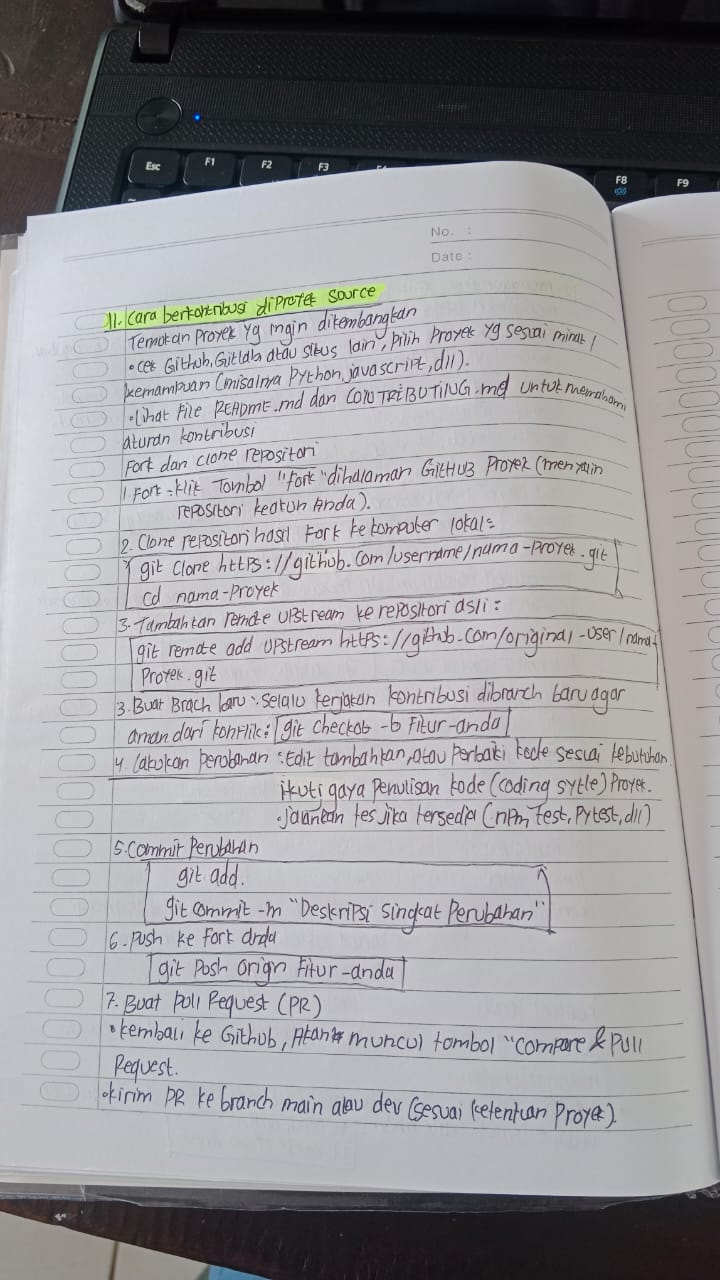 Esc
F1
F2
F3
F8
F9
No. :
Date :
11. Cara berkontribusi diProyek Source
Temukan Proyek Yg ingin dikembangkan
• Cek Github, Gitlab atau situs lain, Pilih Proyek Yg sesuai minat /
kemampuan (misalnya Python, javascript, dll).
• lihat File README.md dan CONTRIBUTING.md untuk memahami
aturan kontribusi
Fork dan clone repositori
1. Fork : klik Tombol "Fork" dihalaman GitHUB Proyek (menyalin
repositori keakun Anda).
2. Clone repositori hasil Fork ke komputer lokal :
git Clone https://github.com/username/nama-Proyek.git
cd nama-Proyek
3. Tambahkan remote UPstream ke repositori asli :
git remote add UPstream https://github.com/original-user/nama-
Proyek.git
3. Buat Brach baru : Selalu kerjakan kontribusi dibranch baru agar
aman dari konflik : git checkob -b Fitur-anda
4. Lakukan perubahan : Edit tambahkan, atau Perbaiki kode sesuai kebutuhan
ikuti gaya Penulisan kode (coding sytle) Proyek.
• jalankan tes jika tersedia (npm test, Pytest, dll)
5. Commit Perubahan
git add.
git commit -m "Deskripsi Singkat Perubahan"
6. Push ke Fork anda
git Push orign Fitur-anda
7. Buat Pull Request (PR)
• kembali ke Github, Akan muncul tombol "Compare & Pull
Request.
• kirim PR ke branch main atau dev (sesuai ketentuan Proyek).